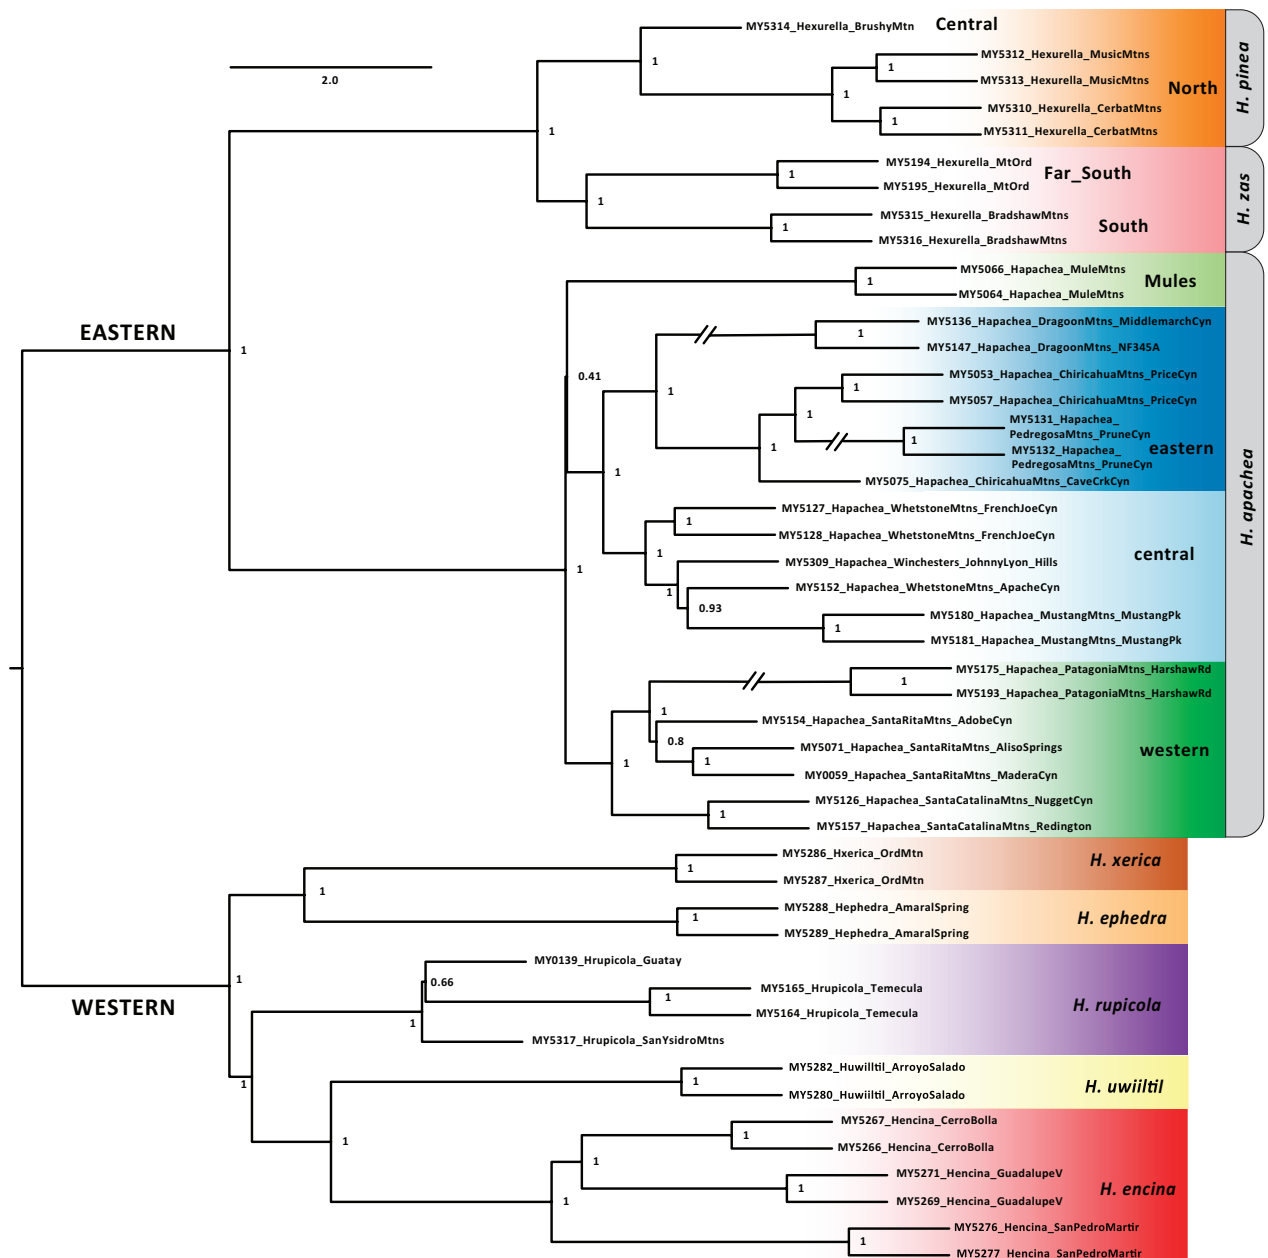 MY5314_Hexurella_BrushyMtn
Central
1
MY5312_Hexurella_MusicMtns
1
MY5313_Hexurella_MusicMtns
2.0
1
North
H. pinea
MY5310_Hexurella_CerbatMtns
1
MY5311_Hexurella_CerbatMtns
1
MY5194_Hexurella_MtOrd
1
Far_South
MY5195_Hexurella_MtOrd
H. zas
1
MY5315_Hexurella_BradshawMtns
1
South
MY5316_Hexurella_BradshawMtns
MY5066_Hapachea_MuleMtns
1
Mules
MY5064_Hapachea_MuleMtns
EASTERN
1
MY5136_Hapachea_DragoonMtns_MiddlemarchCyn
1
MY5147_Hapachea_DragoonMtns_NF345A
0.41
MY5053_Hapachea_ChiricahuaMtns_PriceCyn
1
1
MY5057_Hapachea_ChiricahuaMtns_PriceCyn
1
MY5131_Hapachea_
PedregosaMtns_PruneCyn
1
eastern
1
MY5132_Hapachea_
PedregosaMtns_PruneCyn
H. apachea
1
MY5075_Hapachea_ChiricahuaMtns_CaveCrkCyn
MY5127_Hapachea_WhetstoneMtns_FrenchJoeCyn
1
MY5128_Hapachea_WhetstoneMtns_FrenchJoeCyn
1
central
MY5309_Hapachea_Winchesters_JohnnyLyon_Hills
1
1
MY5152_Hapachea_WhetstoneMtns_ApacheCyn
0.93
MY5180_Hapachea_MustangMtns_MustangPk
1
MY5181_Hapachea_MustangMtns_MustangPk
MY5175_Hapachea_PatagoniaMtns_HarshawRd
1
MY5193_Hapachea_PatagoniaMtns_HarshawRd
1
MY5154_Hapachea_SantaRitaMtns_AdobeCyn
0.8
MY5071_Hapachea_SantaRitaMtns_AlisoSprings
western
1
1
MY0059_Hapachea_SantaRitaMtns_MaderaCyn
MY5126_Hapachea_SantaCatalinaMtns_NuggetCyn
1
MY5157_Hapachea_SantaCatalinaMtns_Redington
MY5286_Hxerica_OrdMtn
H. xerica
1
MY5287_Hxerica_OrdMtn
1
MY5288_Hephedra_AmaralSpring
1
H. ephedra
MY5289_Hephedra_AmaralSpring
MY0139_Hrupicola_Guatay
1
0.66
MY5165_Hrupicola_Temecula
1
H. rupicola
WESTERN
MY5164_Hrupicola_Temecula
1
MY5317_Hrupicola_SanYsidroMtns
MY5282_Huwilltil_ArroyoSalado
1
1
H. uwiiltil
MY5280_Huwiiltil_ArroyoSalado
MY5267_Hencina_CerroBolla
1
1
MY5266_Hencina_CerroBolla
1
MY5271_Hencina_GuadalupeV
1
H. encina
1
MY5269_Hencina_GuadalupeV
MY5276_Hencina_SanPedroMartir
1
MY5277_Hencina_SanPedroMartir